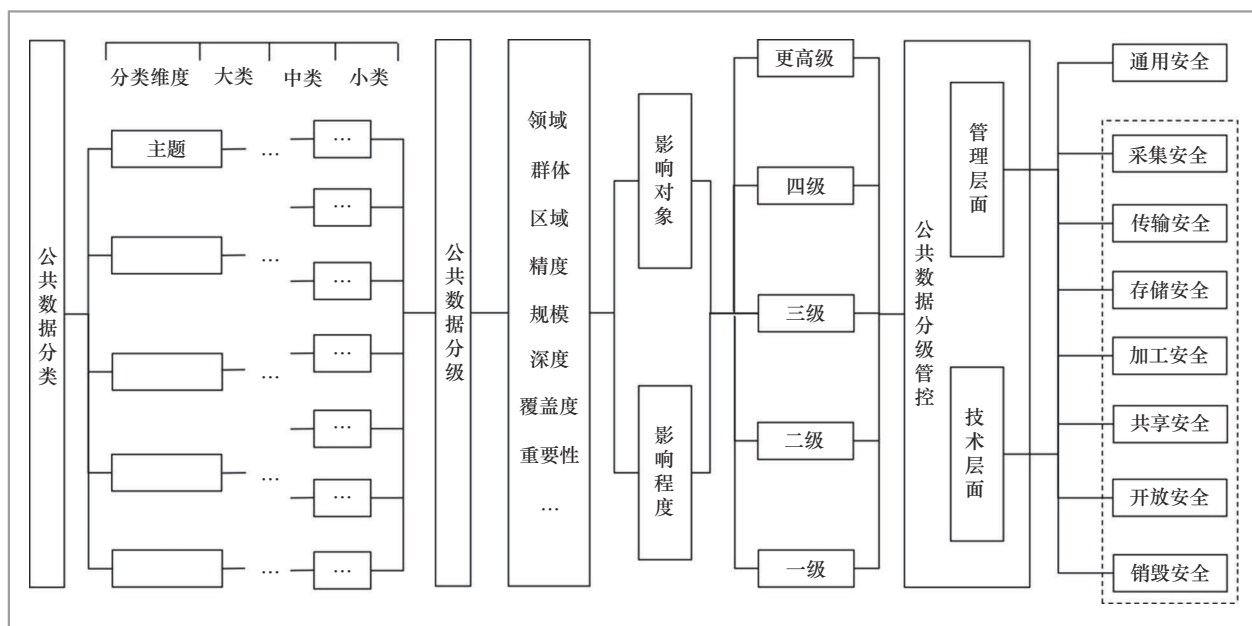 公共数据分类
分类维度 大类 中类 小类
主题 … …
…
… …
… …
…
… …
…
… …
公共数据分级
领域
群体
区域
精度
规模
深度
覆盖度
重要性
…
影响对象
影响程度
更高级
四级
三级
二级
一级
公共数据分级管控
管理层面
技术层面
通用安全
采集安全
传输安全
存储安全
加工安全
共享安全
开放安全
销毁安全